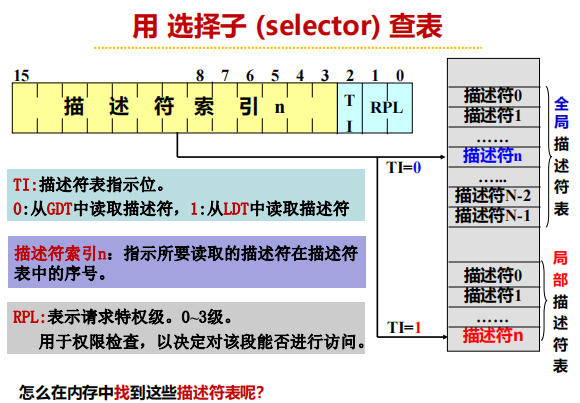 用 选择子 (selector) 查表
15 8 7 6 5 4 3 2 1 0
描 述 符 索 引 n TI RPL
TI:描述符表指示位。
0:从GDT中读取描述符，1:从LDT中读取描述符
描述符索引n：指示所要读取的描述符在描述符
表中的序号。
RPL:表示请求特权级。0~3级。
用于权限检查，以决定对该段能否进行访问。
怎么在内存中找到这些描述符表呢？
TI=0
TI=1
描述符0
描述符1
……
描述符n
…...
描述符N-2
描述符N-1
全局描述符表
描述符0
描述符1
……
描述符n
局部描述符表